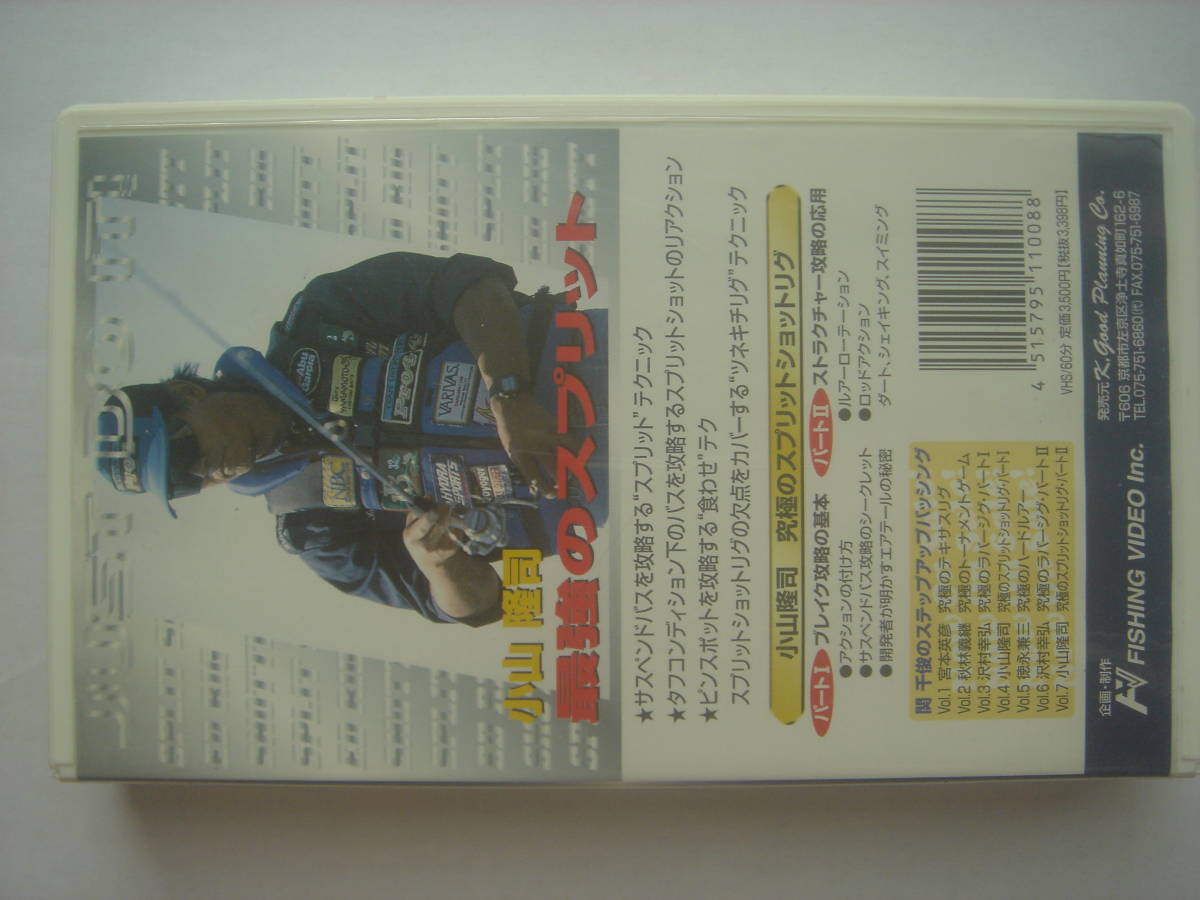 JUST DO IT!
小山 隆司
最強のスプリット
NBC
Abu Garcia
GARY YAMAMOTO
Pro
VARIVAS
★サスペンドバスを攻略する“スプリッド”テクニック
★タフコンディション下のバスを攻略するスプリットショットのリアクション
★ピンスポットを攻略する“食わせ”テク
スプリットショットリグの欠点をカバーする“ツネキチリグ”テクニック
小山隆司 究極のスプリットショットリグ
パートⅠ ブレイク攻略の基本
●アクションの付け方
●サスペンドバス攻略のシークレット
●開発者が明かすエアテールの秘密
パートⅡ ストラクチャー攻略の応用
●ルアーローテーション
●ロッドアクション
ダート、シェイキング、スイミング
関 千俊のステップアップバッシング
Vol.1 宮本英彦 究極のテキサスリグ
Vol.2 秋林義継 究極のトーナメントゲーム
Vol.3 沢村幸弘 究極のラバージグ・パートⅠ
Vol.4 小山隆司 究極のスプリットショットリグ・パートⅠ
Vol.5 徳永兼三 究極のハードルアー
Vol.6 沢村幸弘 究極のラバージグ・パートⅡ
Vol.7 小山隆司 究極のスプリットショットリグ・パートⅡ
4 515795 110088
VHS/60分 定価3,500円[税抜3,398円]
企画・制作
FISHING VIDEO Inc.
発売元 K.Good Planning Co.
〒606 京都市左京区浄土寺真如町162-6
TEL.075-751-6860(代) FAX.075-751-6987